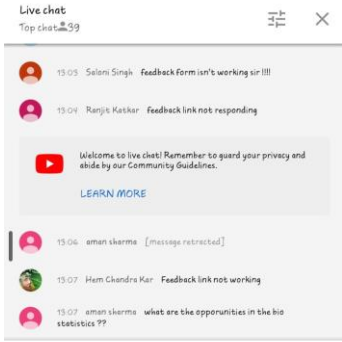 Live chat
Top chat 39
15:03 Saloni Singh feedback form isn't working sir !!!!
15:04 Ranjit Katkar feedback link not responding
Welcome to live chat! Remember to guard your privacy and
abide by our Community Guidelines.
LEARN MORE
15:06 aman sharma [message retracted]
15:07 Hem Chandra Kar Feedback link not working
15:07 aman sharma what are the apporunities in the bio
statistics ??